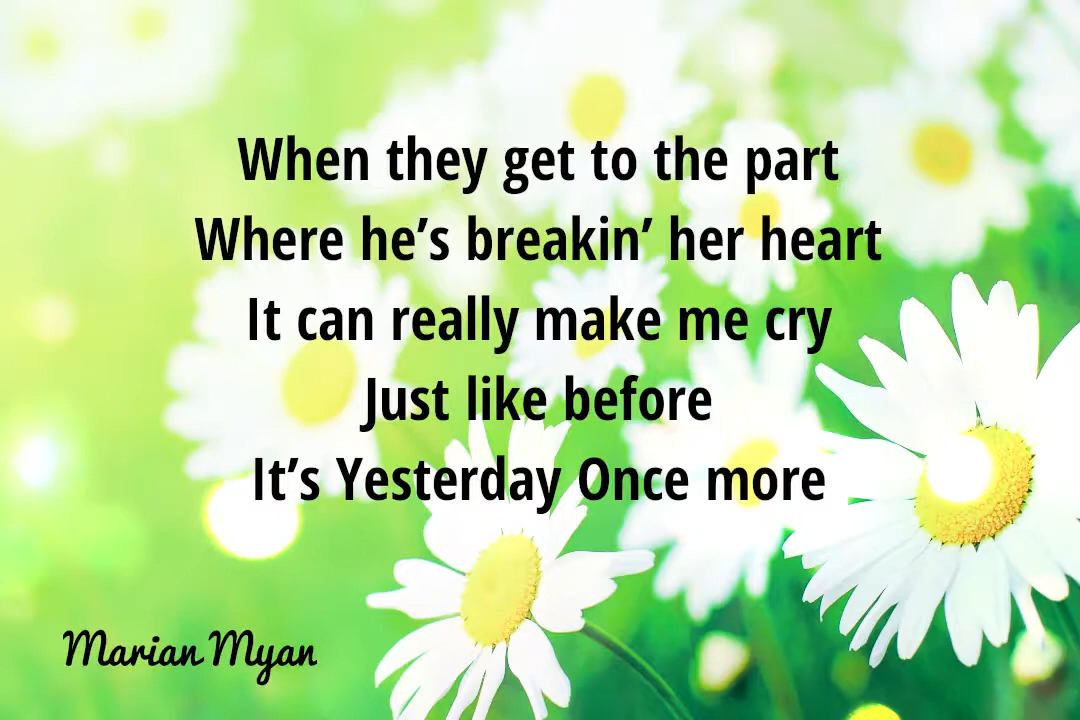 When they get to the part
Where he’s breakin’ her heart
It can really make me cry
Just like before
It’s Yesterday Once more
Marian Myan